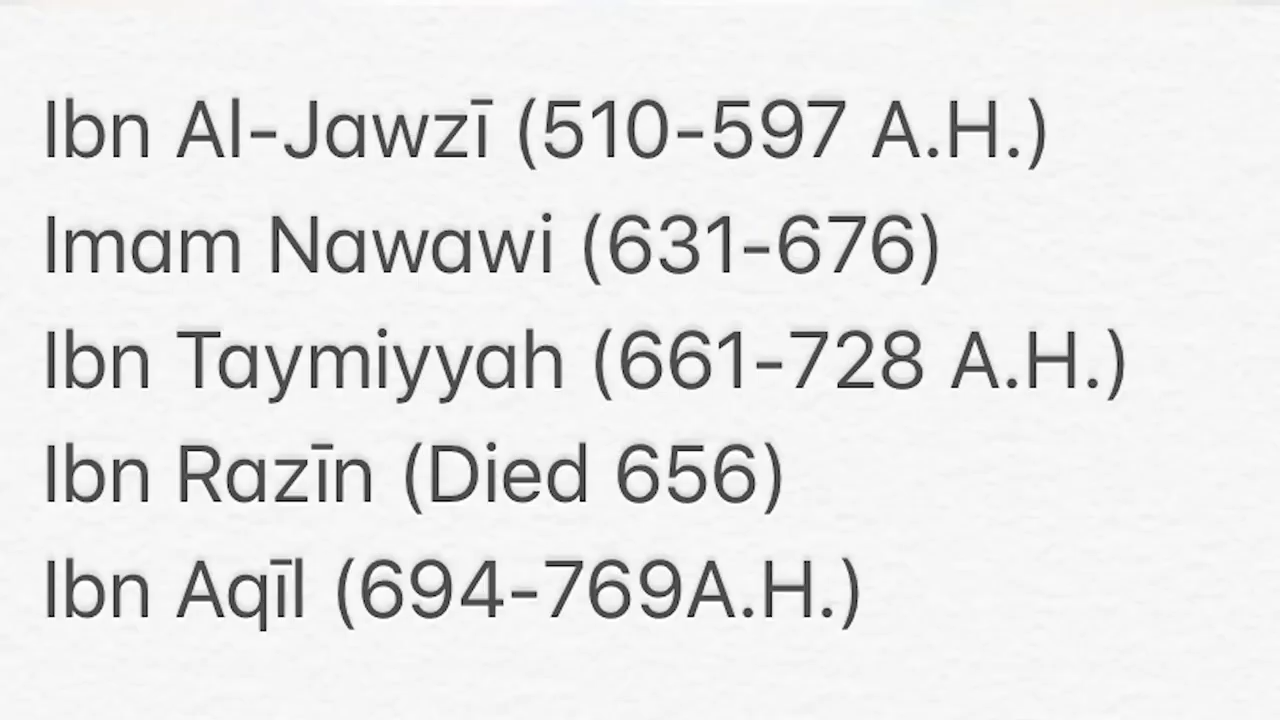 Ibn Al-Jawzī (510-597 A.H.)
Imam Nawawi (631-676)
Ibn Taymiyyah (661-728 A.H.)
Ibn Razīn (Died 656)
Ibn Aqīl (694-769A.H.)